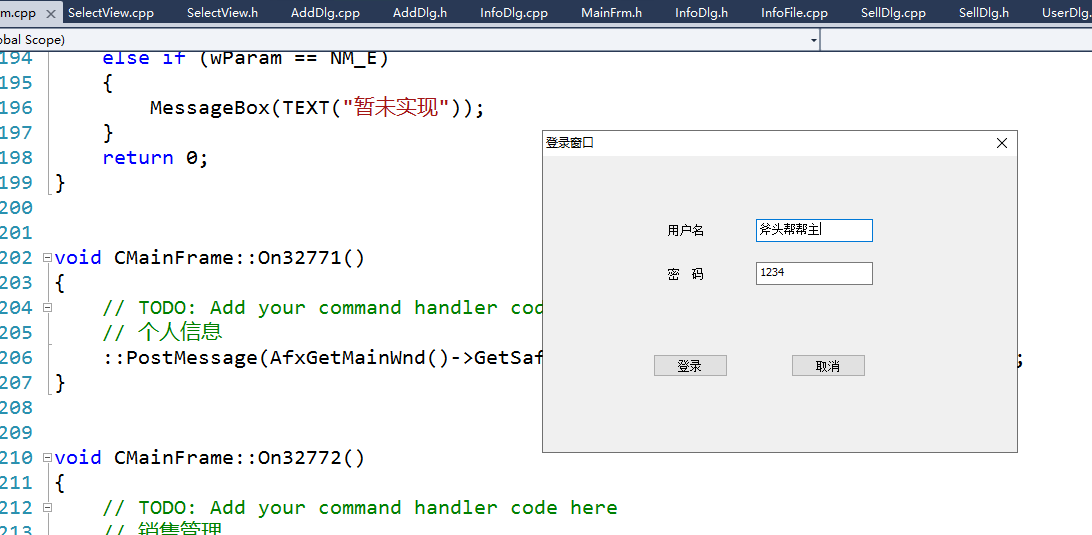 m.cpp SelectView.cpp SelectView.h AddDlg.cpp AddDlg.h InfoDlg.cpp MainFrm.h InfoDlg.h InfoFile.cpp SellDlg.cpp SellDlg.h UserDlg.
bal Scope)
194 else if (wParam == NM_E)
195 {
196 MessageBox(TEXT("暂未实现"));
197 }
198 return 0;
199 }
200
201
202 void CMainFrame::On32771()
203 {
204 // TODO: Add your command handler cod
205 // 个人信息
206 ::PostMessage(AfxGetMainWnd()->GetSaf ;
207 }
208
209
210 void CMainFrame::On32772()
211 {
212 // TODO: Add your command handler code here
213 // 销售管理
登录窗口
用户名 斧头帮帮主
密 码 1234
登录 取消